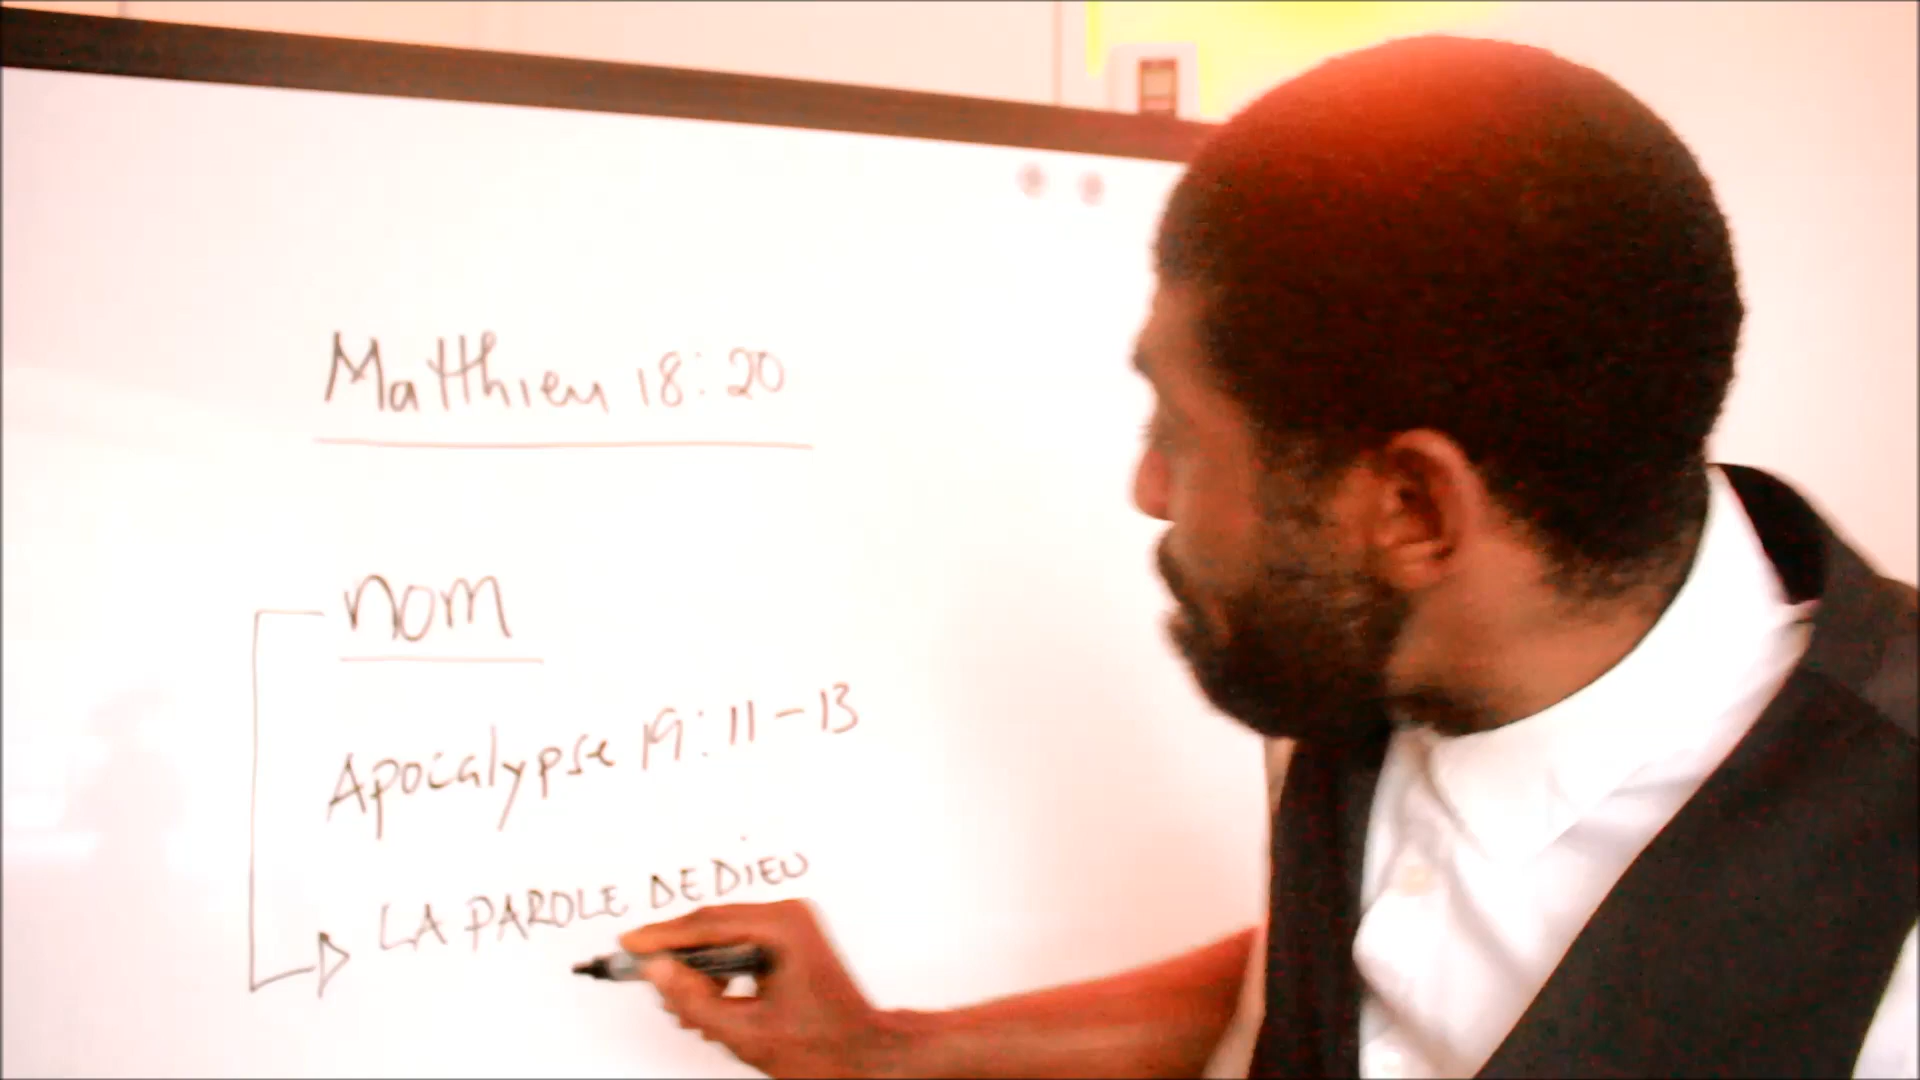 Matthieu 18:20
nom
Apocalypse 19:11-13
LA PAROLE DE DIEU